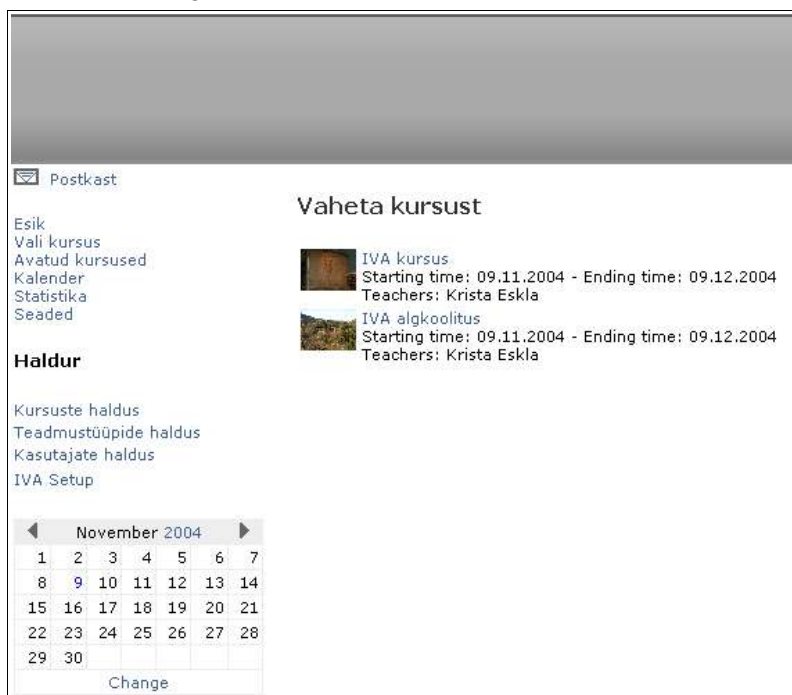 Postkast
Esik
Vali kursus
Avatud kursused
Kalender
Statistika
Seaded
Haldur
Kursuste haldus
Teadmustüüpide haldus
Kasutajate haldus
IVA Setup
November 2004
1 2 3 4 5 6 7
8 9 10 11 12 13 14
15 16 17 18 19 20 21
22 23 24 25 26 27 28
29 30
Change
Vaheta kursust
IVA kursus
Starting time: 09.11.2004 - Ending time: 09.12.2004
Teachers: Krista Eskla
IVA algkoolitus
Starting time: 09.11.2004 - Ending time: 09.12.2004
Teachers: Krista Eskla